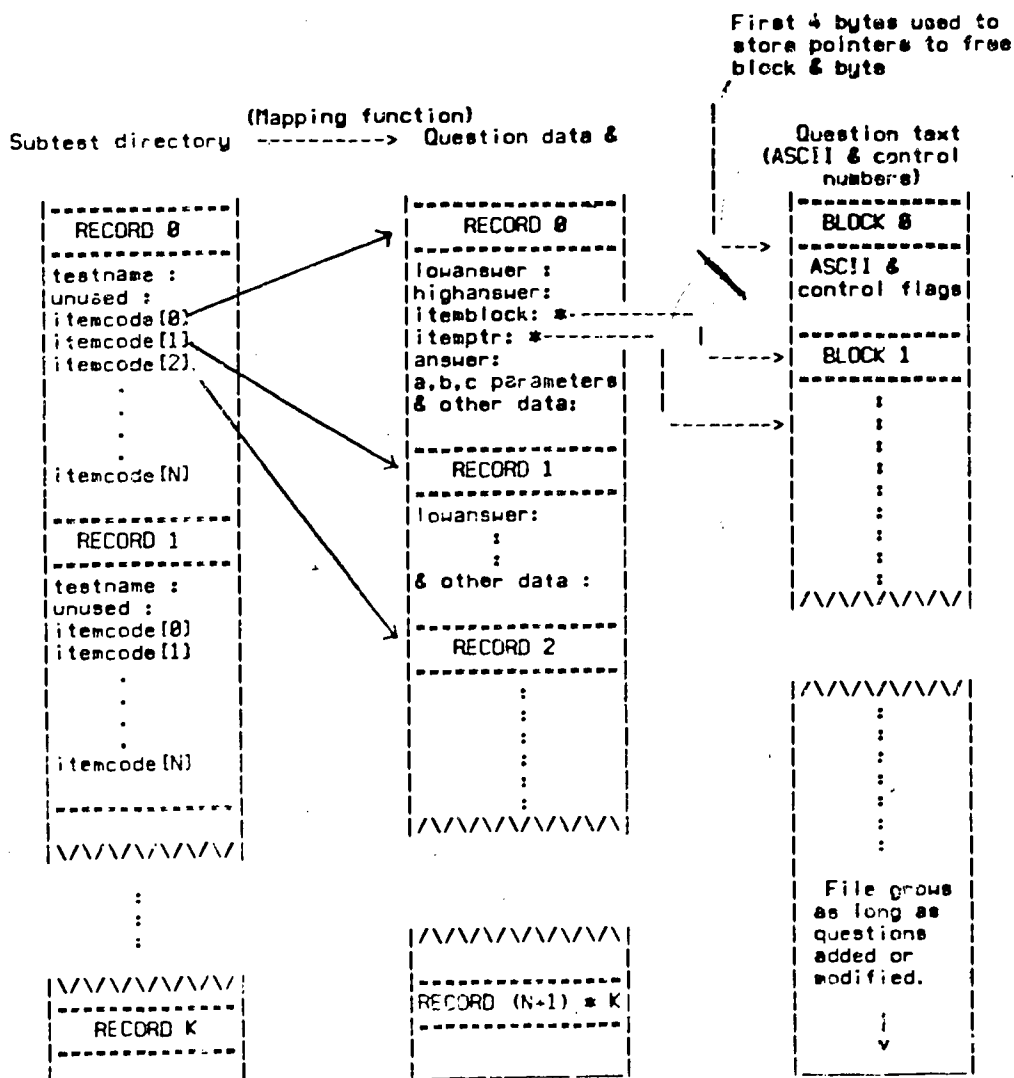 First 4 bytes used to
store pointers to free
block & byte
(Mapping function)
Subtest directory ----------> Question data &
Question text
(ASCII & control
numbers)
RECORD 0
testname :
unused :
itemcode[0]
itemcode[1]
itemcode[2]
itemcode[N]
RECORD 1
testname :
unused :
itemcode[0]
itemcode[1]
itemcode[N]
RECORD K
RECORD 0
lowanswer :
highanswer:
itemblock: *
itemptr: *
answer:
a,b,c parameters
& other data:
RECORD 1
lowanswer:
& other data :
RECORD 2
RECORD (N+1) * K
BLOCK 0
ASCII &
control flags
BLOCK 1
File grows
as long as
questions
added or
modified.